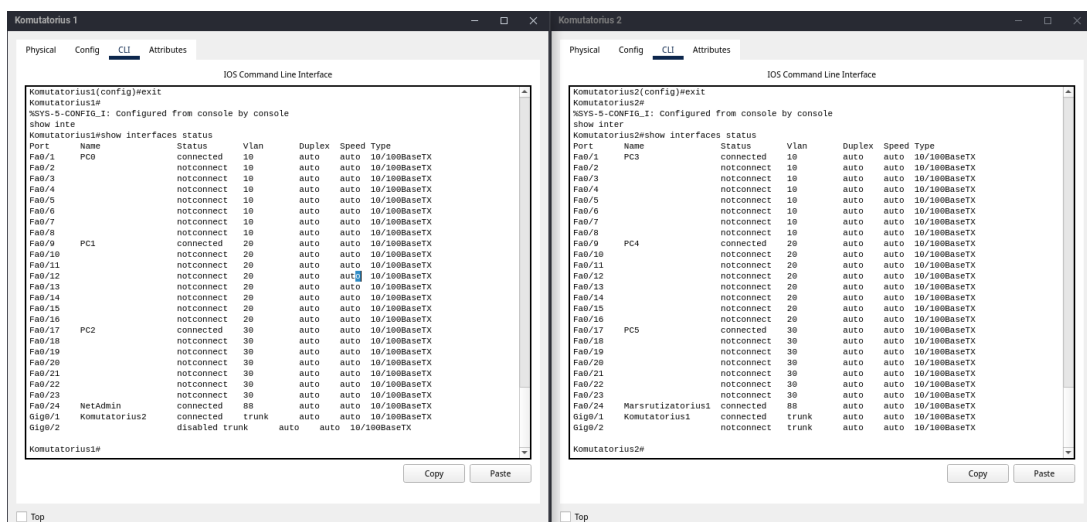 Komutatorius 1
Physical Config CLI Attributes
IOS Command Line Interface
Komutatorius1(config)#exit
Komutatorius1#
%SYS-5-CONFIG_I: Configured from console by console
show inte
Komutatorius1#show interfaces status
Port Name Status Vlan Duplex Speed Type
Fa0/1 PC0 connected 10 auto auto 10/100BaseTX
Fa0/2 notconnect 10 auto auto 10/100BaseTX
Fa0/3 notconnect 10 auto auto 10/100BaseTX
Fa0/4 notconnect 10 auto auto 10/100BaseTX
Fa0/5 notconnect 10 auto auto 10/100BaseTX
Fa0/6 notconnect 10 auto auto 10/100BaseTX
Fa0/7 notconnect 10 auto auto 10/100BaseTX
Fa0/8 notconnect 10 auto auto 10/100BaseTX
Fa0/9 PC1 connected 20 auto auto 10/100BaseTX
Fa0/10 notconnect 20 auto auto 10/100BaseTX
Fa0/11 notconnect 20 auto auto 10/100BaseTX
Fa0/12 notconnect 20 auto auto 10/100BaseTX
Fa0/13 notconnect 20 auto auto 10/100BaseTX
Fa0/14 notconnect 20 auto auto 10/100BaseTX
Fa0/15 notconnect 20 auto auto 10/100BaseTX
Fa0/16 notconnect 20 auto auto 10/100BaseTX
Fa0/17 PC2 connected 30 auto auto 10/100BaseTX
Fa0/18 notconnect 30 auto auto 10/100BaseTX
Fa0/19 notconnect 30 auto auto 10/100BaseTX
Fa0/20 notconnect 30 auto auto 10/100BaseTX
Fa0/21 notconnect 30 auto auto 10/100BaseTX
Fa0/22 notconnect 30 auto auto 10/100BaseTX
Fa0/23 notconnect 30 auto auto 10/100BaseTX
Fa0/24 NetAdmin connected 88 auto auto 10/100BaseTX
Gig0/1 Komutatorius2 connected trunk auto auto 10/100BaseTX
Gig0/2 disabled trunk auto auto 10/100BaseTX
Komutatorius1#
Copy Paste
Top
Komutatorius 2
Physical Config CLI Attributes
IOS Command Line Interface
Komutatorius2(config)#exit
Komutatorius2#
%SYS-5-CONFIG_I: Configured from console by console
show inter
Komutatorius2#show interfaces status
Port Name Status Vlan Duplex Speed Type
Fa0/1 PC3 connected 10 auto auto 10/100BaseTX
Fa0/2 notconnect 10 auto auto 10/100BaseTX
Fa0/3 notconnect 10 auto auto 10/100BaseTX
Fa0/4 notconnect 10 auto auto 10/100BaseTX
Fa0/5 notconnect 10 auto auto 10/100BaseTX
Fa0/6 notconnect 10 auto auto 10/100BaseTX
Fa0/7 notconnect 10 auto auto 10/100BaseTX
Fa0/8 notconnect 10 auto auto 10/100BaseTX
Fa0/9 PC4 connected 20 auto auto 10/100BaseTX
Fa0/10 notconnect 20 auto auto 10/100BaseTX
Fa0/11 notconnect 20 auto auto 10/100BaseTX
Fa0/12 notconnect 20 auto auto 10/100BaseTX
Fa0/13 notconnect 20 auto auto 10/100BaseTX
Fa0/14 notconnect 20 auto auto 10/100BaseTX
Fa0/15 notconnect 20 auto auto 10/100BaseTX
Fa0/16 notconnect 20 auto auto 10/100BaseTX
Fa0/17 PC5 connected 30 auto auto 10/100BaseTX
Fa0/18 notconnect 30 auto auto 10/100BaseTX
Fa0/19 notconnect 30 auto auto 10/100BaseTX
Fa0/20 notconnect 30 auto auto 10/100BaseTX
Fa0/21 notconnect 30 auto auto 10/100BaseTX
Fa0/22 notconnect 30 auto auto 10/100BaseTX
Fa0/23 notconnect 30 auto auto 10/100BaseTX
Fa0/24 Marsrutizatorius1 connected 88 auto auto 10/100BaseTX
Gig0/1 Komutatorius1 connected trunk auto auto 10/100BaseTX
Gig0/2 notconnect trunk auto auto 10/100BaseTX
Komutatorius2#
Copy Paste
Top